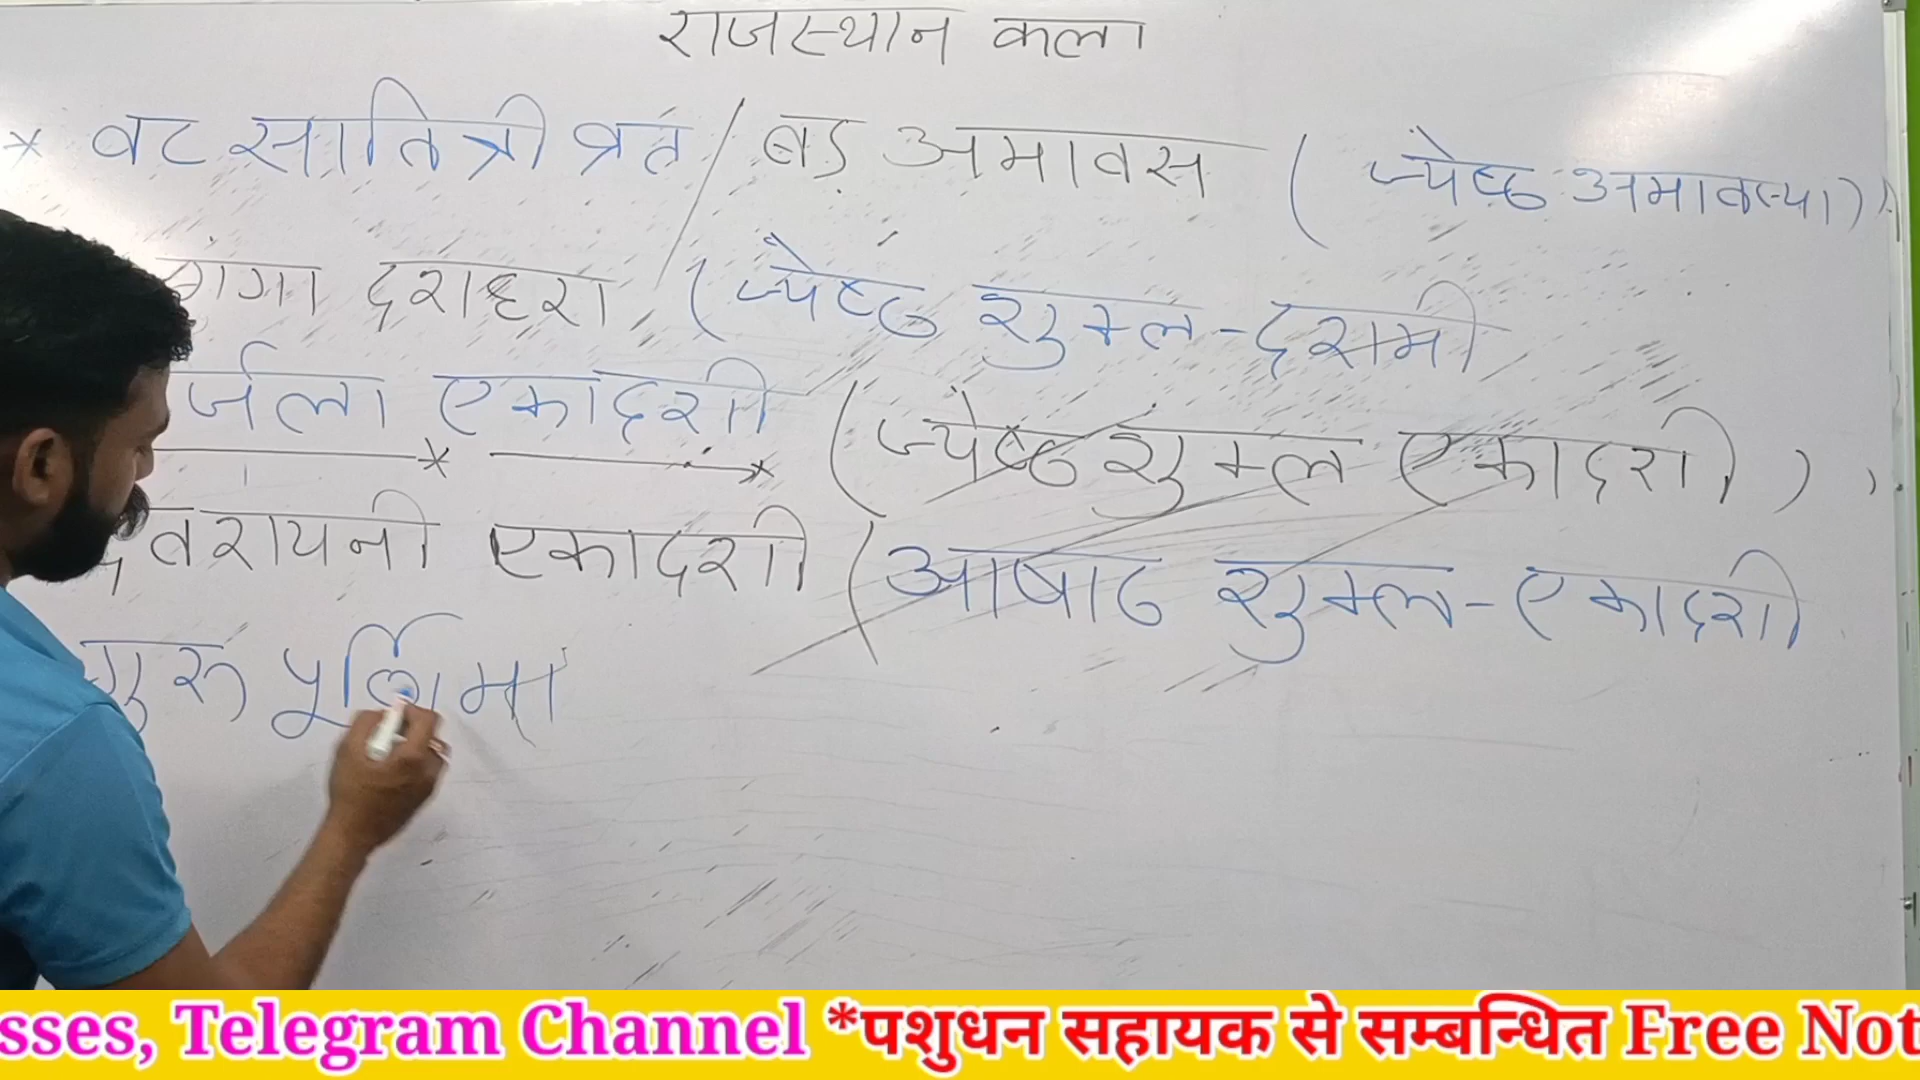 राजस्थान कला
* वट सातित्री व्रत / बड़ अमावस ( ज्येष्ठ अमावस्या))
गंगा दशहरा ( ज्येष्ठ शुक्ल - दशमी
र्जला एकादशी ( ज्येष्ठ शुक्ल एकादशी )
देवशयनी एकादशी ( आषाढ शुक्ल - एकादशी
गुरु पूर्णिमा
sses, Telegram Channel *पशुधन सहायक से सम्बन्धित Free Not